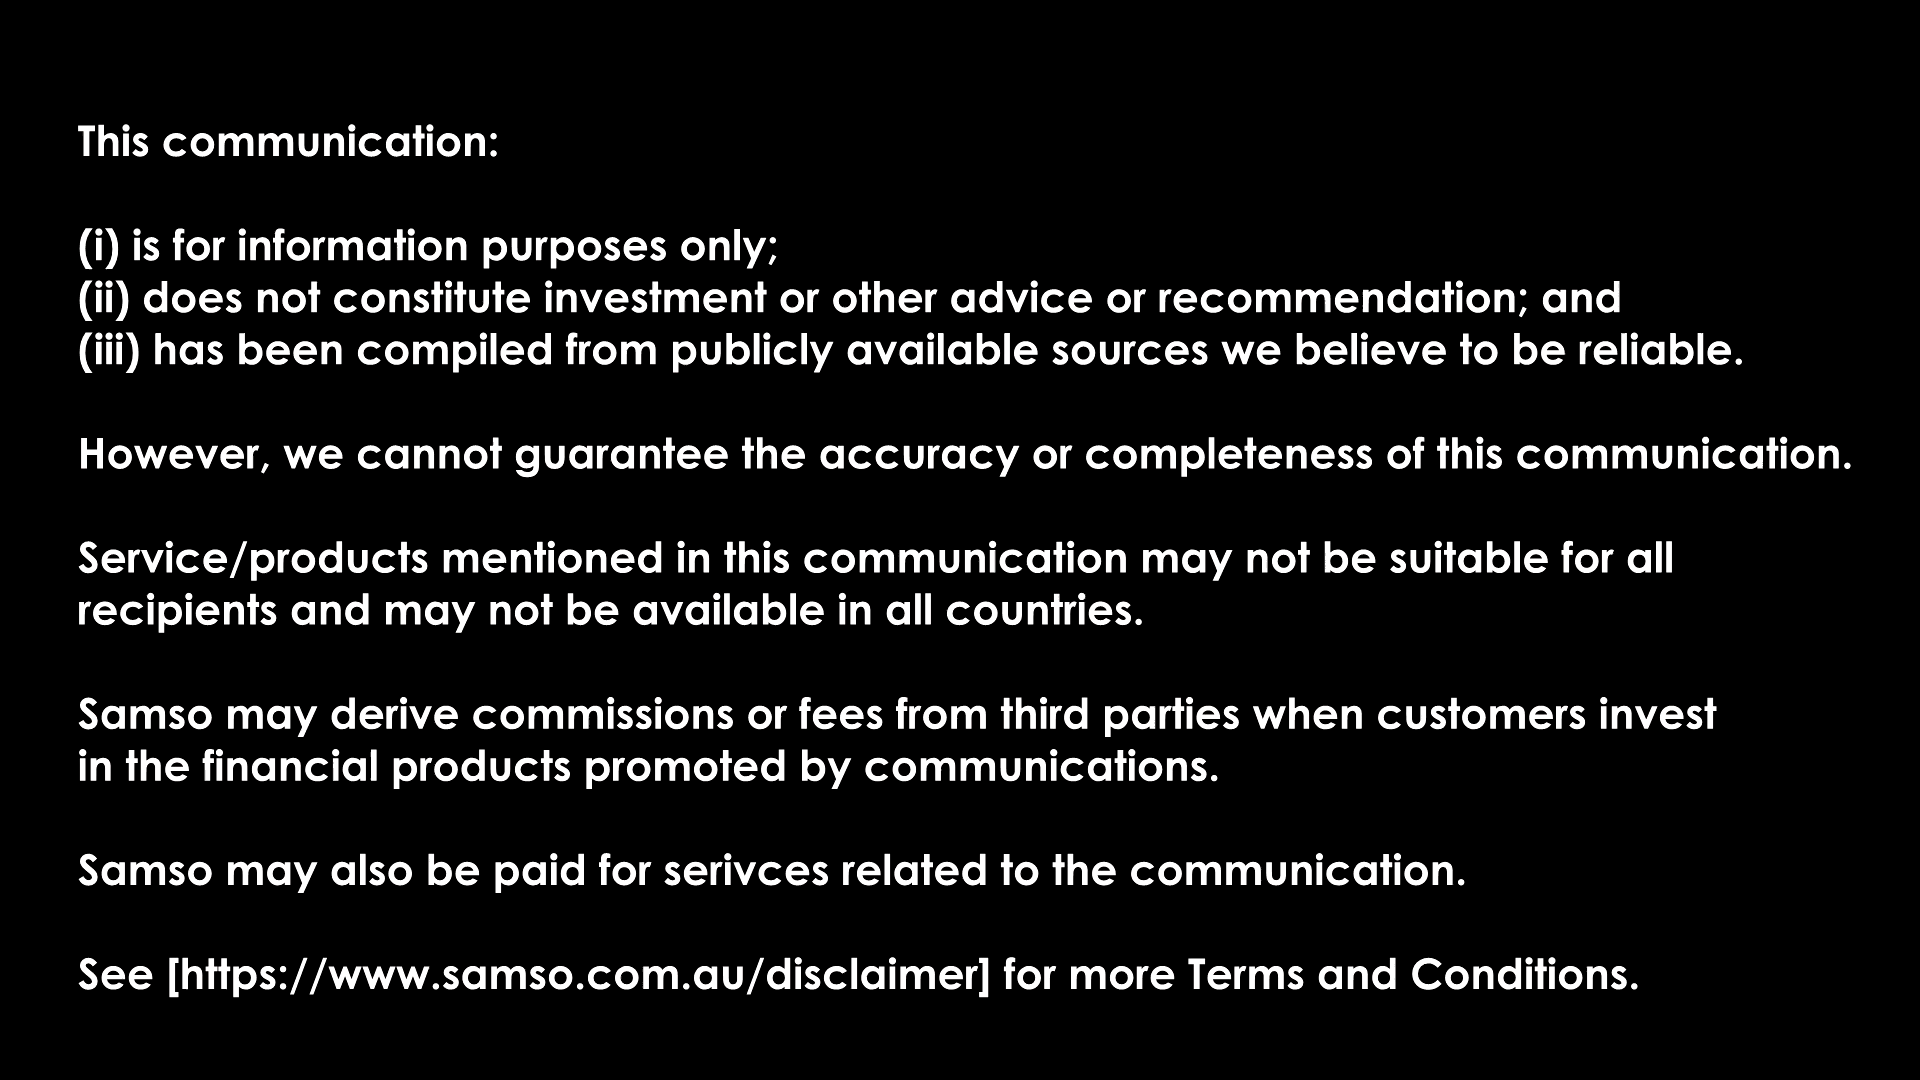 This communication:
(i) is for information purposes only;
(ii) does not constitute investment or other advice or recommendation; and
(iii) has been compiled from publicly available sources we believe to be reliable.
However, we cannot guarantee the accuracy or completeness of this communication.
Service/products mentioned in this communication may not be suitable for all
recipients and may not be available in all countries.
Samso may derive commissions or fees from third parties when customers invest
in the financial products promoted by communications.
Samso may also be paid for serivces related to the communication.
See [https://www.samso.com.au/disclaimer] for more Terms and Conditions.